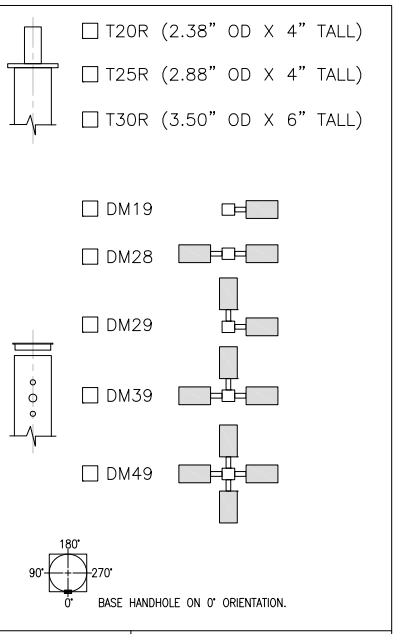 T20R (2.38" OD X 4" TALL)
T25R (2.88" OD X 4" TALL)
T30R (3.50" OD X 6" TALL)
DM19
DM28
DM29
DM39
DM49
180°
90°
270°
0°
BASE HANDHOLE ON 0° ORIENTATION.